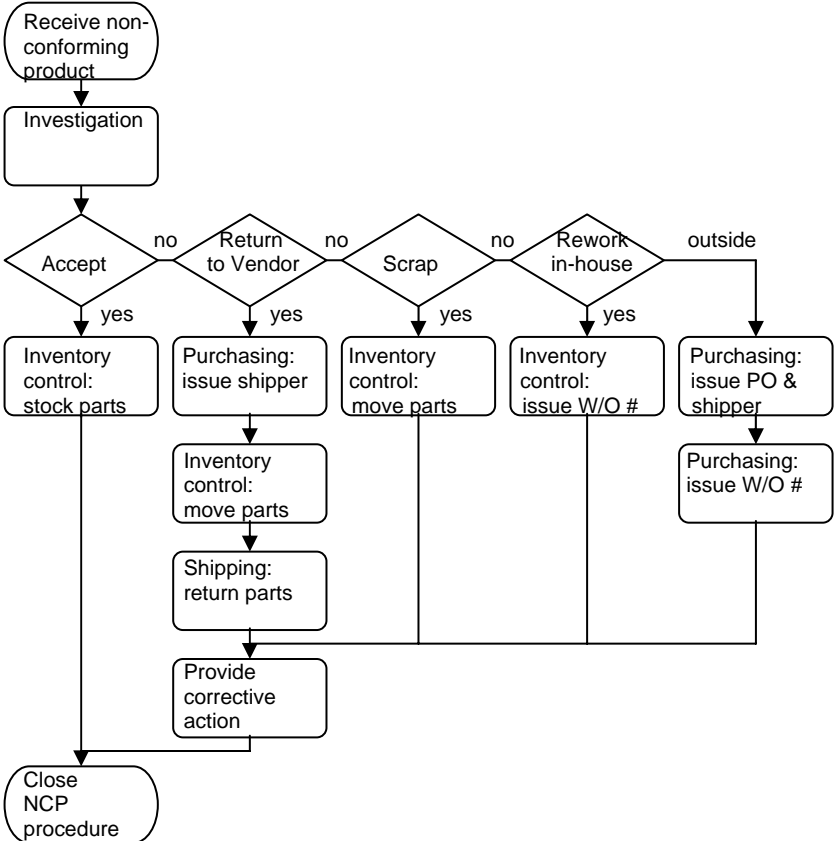 Receive non-
conforming
product
Investigation
Accept
no
Return
to Vendor
no
Scrap
no
Rework
in-house
outside
yes
yes
yes
yes
Inventory
control:
stock parts
Purchasing:
issue shipper
Inventory
control:
move parts
Inventory
control:
issue W/O #
Purchasing:
issue PO &
shipper
Inventory
control:
move parts
Purchasing:
issue W/O #
Shipping:
return parts
Provide
corrective
action
Close
NCP
procedure